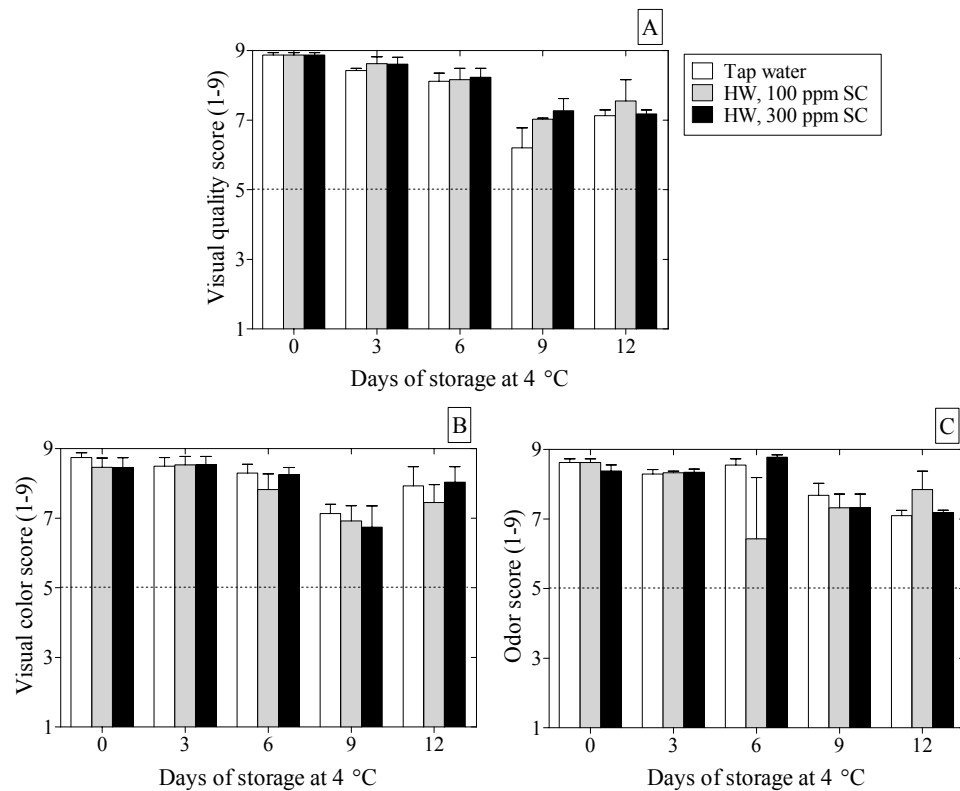 A
Visual quality score (1-9)
9
7
5
3
1
0 3 6 9 12
Days of storage at 4 °C
Tap water
HW, 100 ppm SC
HW, 300 ppm SC
B
Visual color score (1-9)
9
7
5
3
1
0 3 6 9 12
Days of storage at 4 °C
C
Odor score (1-9)
9
7
5
3
1
0 3 6 9 12
Days of storage at 4 °C